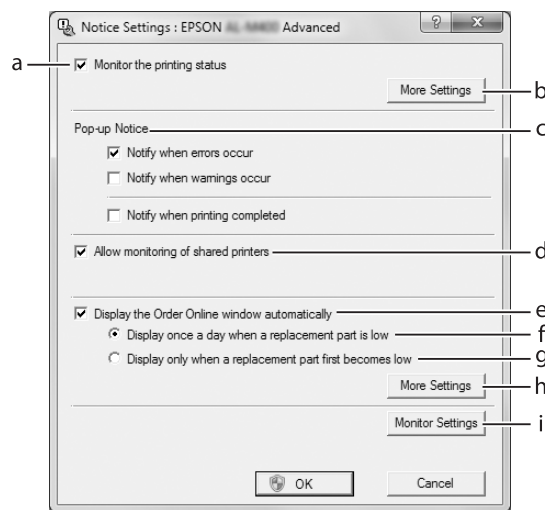 Notice Settings : EPSON Advanced
a
Monitor the printing status
More Settings
b
Pop-up Notice
c
Notify when errors occur
Notify when warnings occur
Notify when printing completed
Allow monitoring of shared printers
d
Display the Order Online window automatically
e
Display once a day when a replacement part is low
f
Display only when a replacement part first becomes low
g
More Settings
h
Monitor Settings
i
OK
Cancel